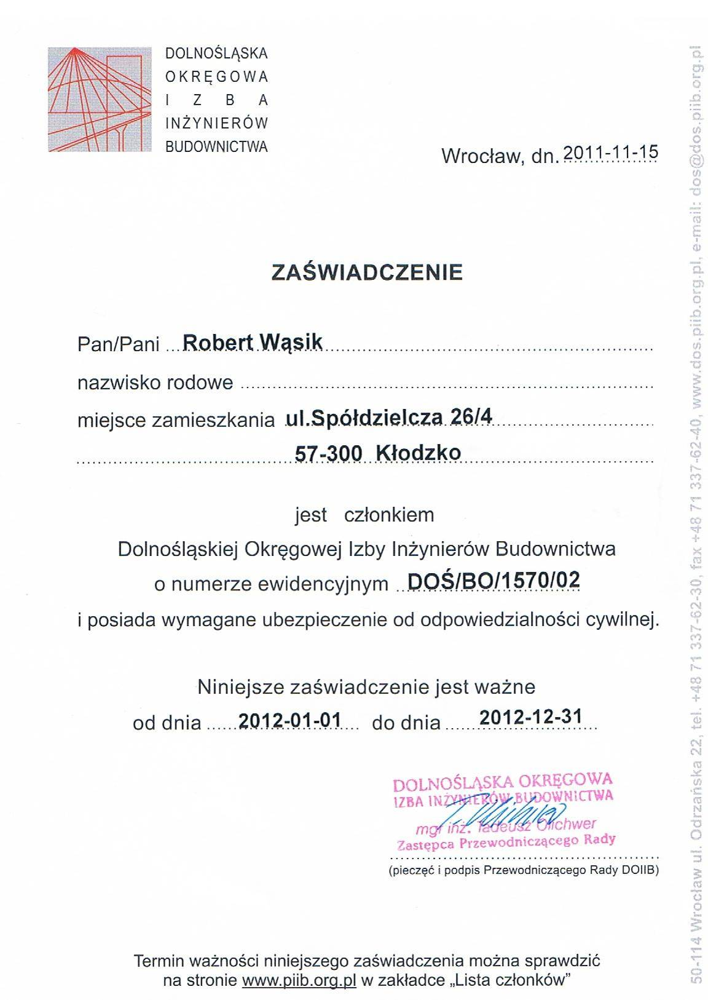 DOLNOŚLĄSKA
OKRĘGOWA
IZBA
INŻYNIERÓW
BUDOWNICTWA
Wrocław, dn. 2011-11-15
ZAŚWIADCZENIE
Pan/Pani ...Robert Wąsik
nazwisko rodowe
miejsce zamieszkania ul.Spółdzielcza 26/4
57-300 Kłodzko
jest członkiem
Dolnośląskiej Okręgowej Izby Inżynierów Budownictwa
o numerze ewidencyjnym ..DOŚ/BO/1570/02
i posiada wymagane ubezpieczenie od odpowiedzialności cywilnej.
Niniejsze zaświadczenie jest ważne
od dnia ......2012-01-01.... do dnia ...... 2012-12-31
DOLNOŚLĄSKA OKRĘGOWA
IZBA INŻYNIERÓW BUDOWNICTWA
mgr inż. Tadeusz Olichwer
Zastępca Przewodniczącego Rady
(pieczęć i podpis Przewodniczącego Rady DOIIB)
Termin ważności niniejszego zaświadczenia można sprawdzić
na stronie www.piib.org.pl w zakładce „Lista członków”
50-114 Wrocław ul. Odrzańska 22, tel. +48 71 337-62-30, fax +48 71 337-62-40, www.dos.piib.org.pl, e-mail: dos@dos.piib.org.pl